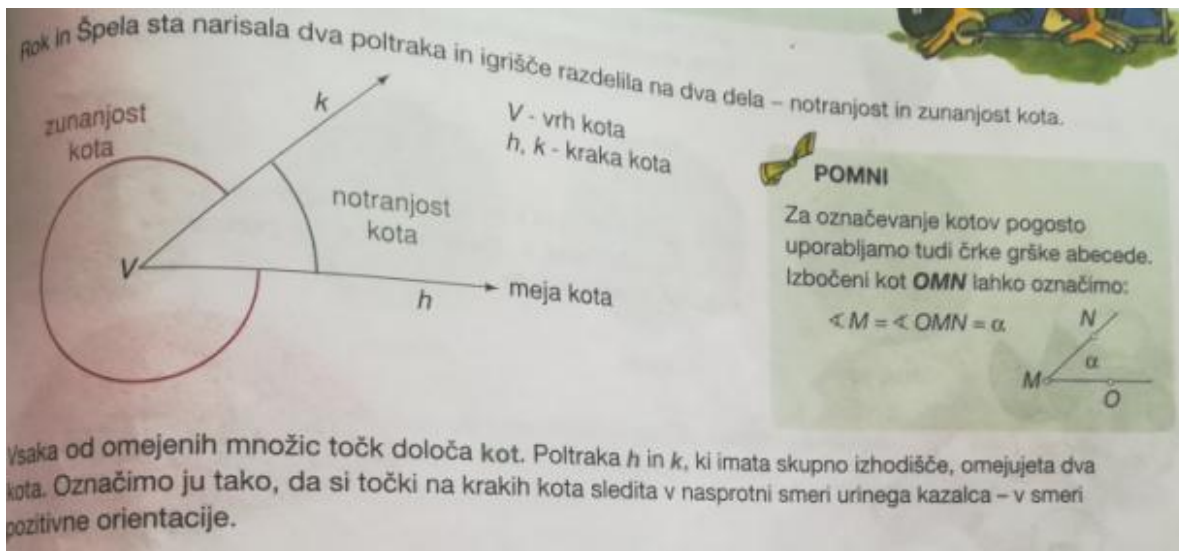 Rok in Špela sta narisala dva poltraka in igrišče razdelila na dva dela – notranjost in zunanjost kota.
zunanjost
kota
k
V - vrh kota
h, k - kraka kota
notranjost
kota
V
h
meja kota
POMNI
Za označevanje kotov pogosto
uporabljamo tudi črke grške abecede.
Izbočeni kot OMN lahko označimo:
∢ M = ∢ OMN = α
N
α
M
O
Vsaka od omejenih množic točk določa kot. Poltraka h in k, ki imata skupno izhodišče, omejujeta dva
kota. Označimo ju tako, da si točki na krakih kota sledita v nasprotni smeri urinega kazalca – v smeri
pozitivne orientacije.